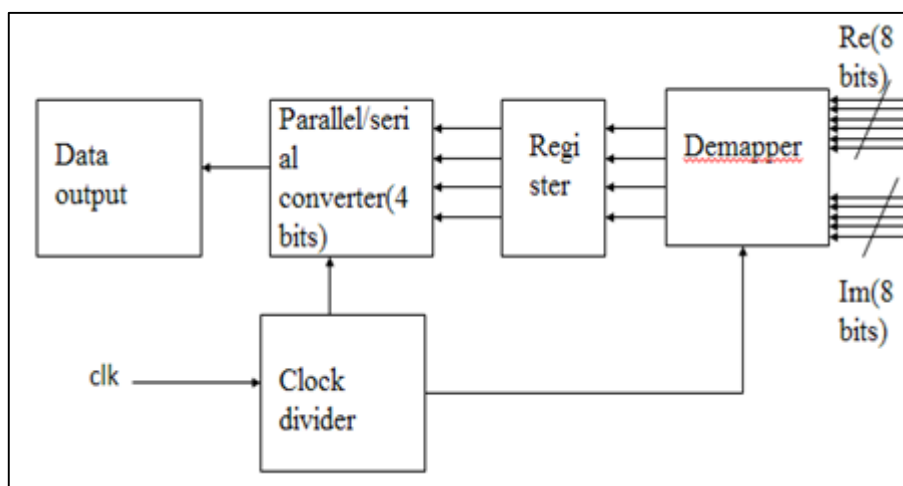 Re(8
bits)
Parallel/seri
al
converter(4
bits)
Data
output
Regi
ster
Demapper
Im(8
bits)
clk
Clock
divider